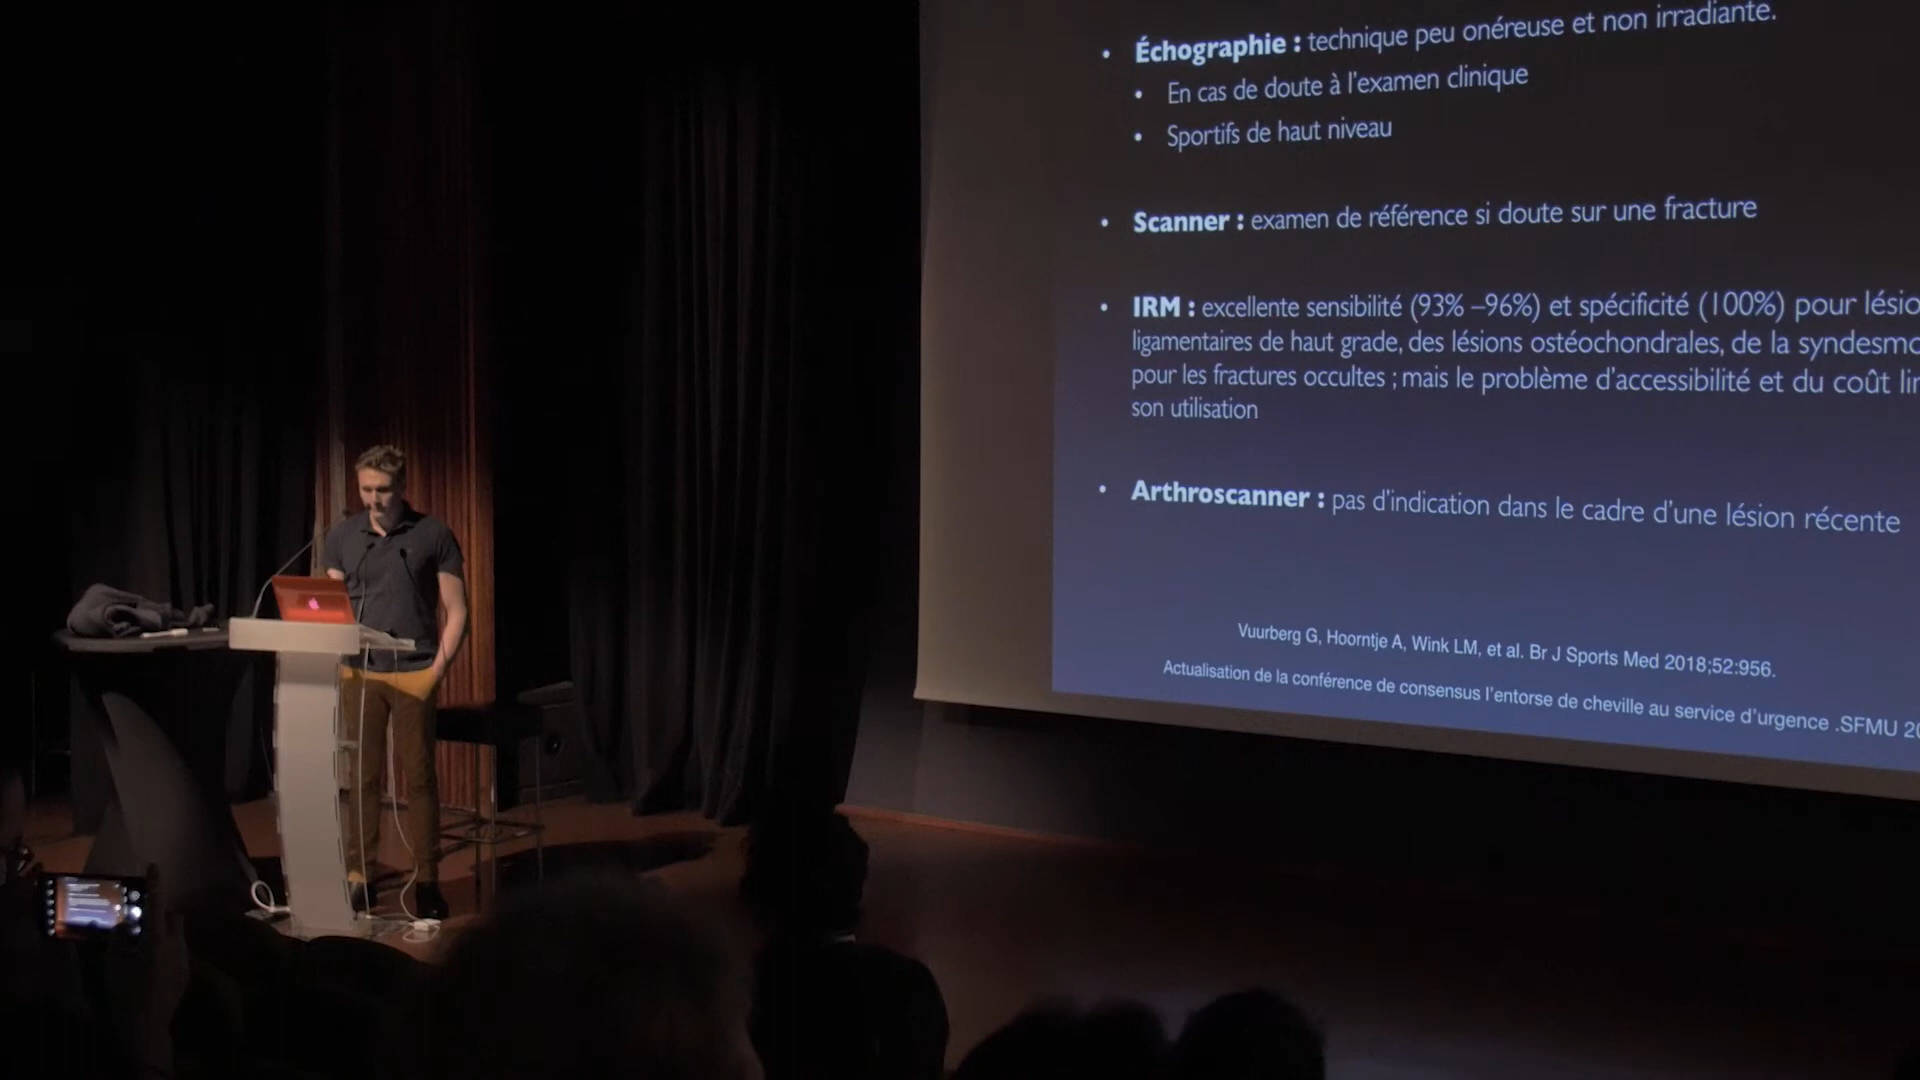 • Échographie : technique peu onéreuse et non irradiante.
• En cas de doute à l'examen clinique
• Sportifs de haut niveau
• Scanner : examen de référence si doute sur une fracture
• IRM : excellente sensibilité (93% –96%) et spécificité (100%) pour lésio
ligamentaires de haut grade, des lésions ostéochondrales, de la syndesmo
pour les fractures occultes ; mais le problème d'accessibilité et du coût li
son utilisation
• Arthroscanner : pas d'indication dans le cadre d'une lésion récente
Vuurberg G, Hoorntje A, Wink LM, et al. Br J Sports Med 2018;52:956.
Actualisation de la conférence de consensus l'entorse de cheville au service d'urgence .SFMU 20